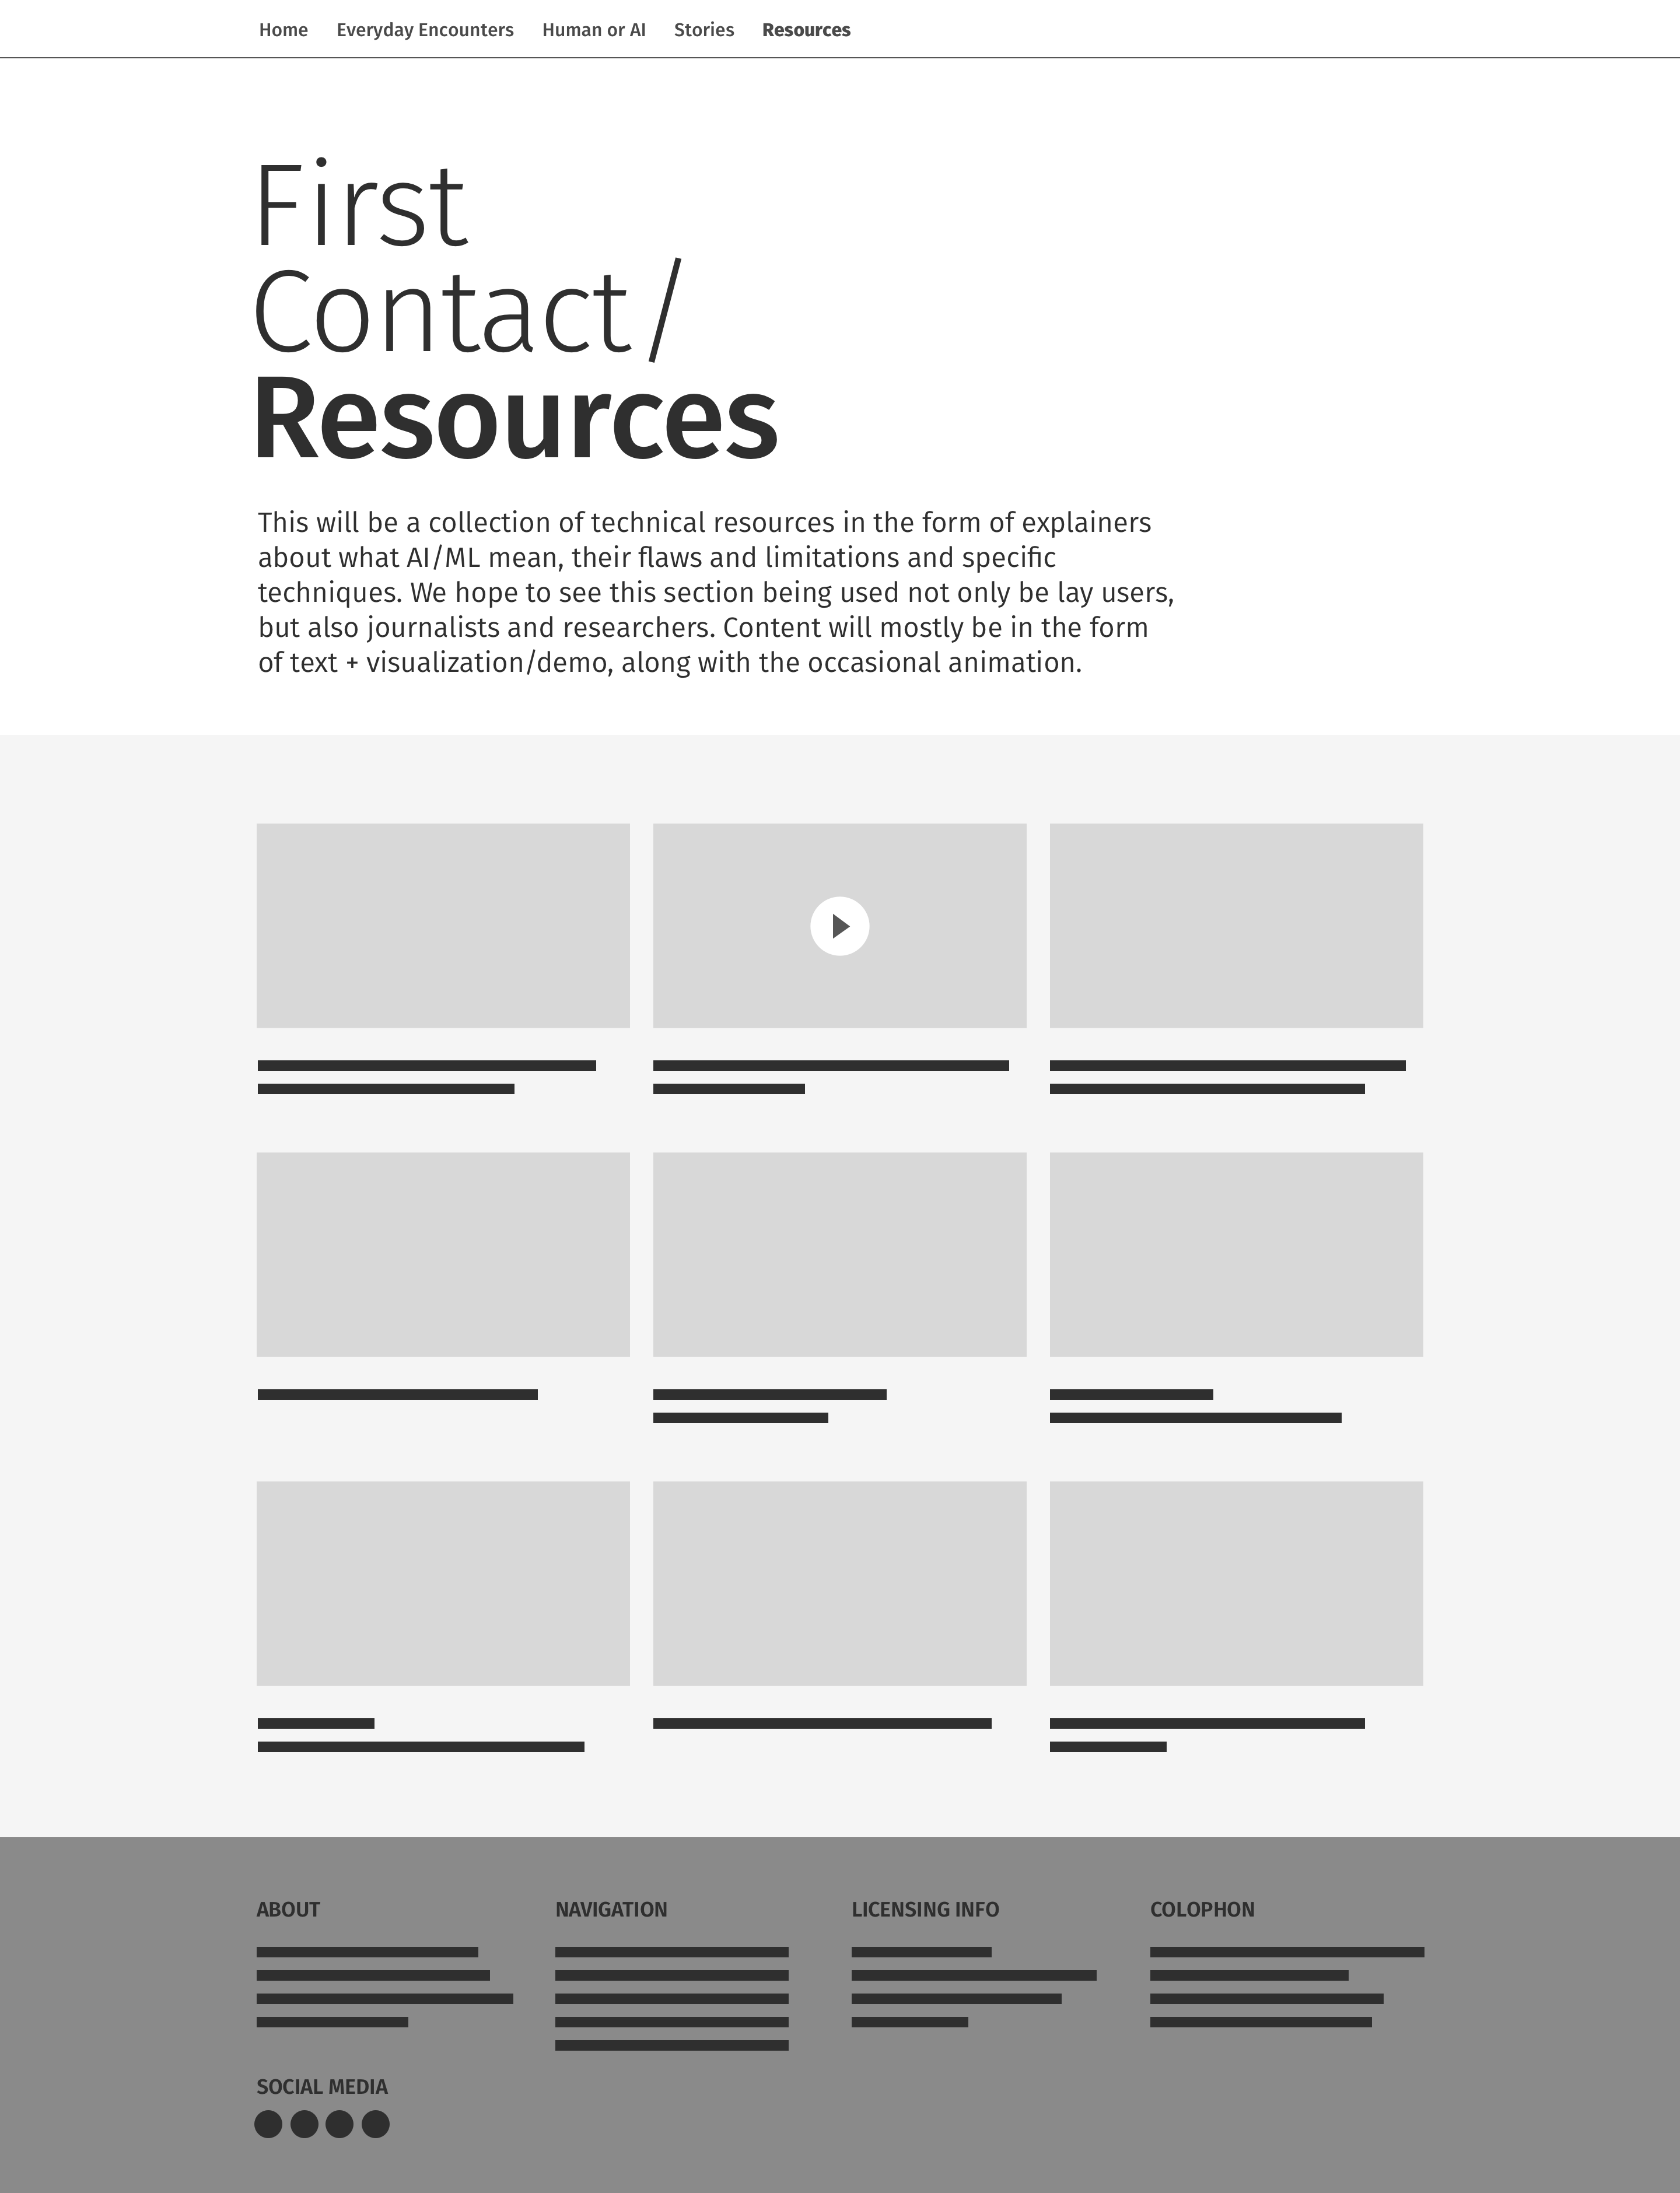 Home Everyday Encounters Human or AI Stories Resources
First
Contact/
Resources
This will be a collection of technical resources in the form of explainers
about what AI/ML mean, their flaws and limitations and specific
techniques. We hope to see this section being used not only be lay users,
but also journalists and researchers. Content will mostly be in the form
of text + visualization/demo, along with the occasional animation.
ABOUT NAVIGATION LICENSING INFO COLOPHON
SOCIAL MEDIA